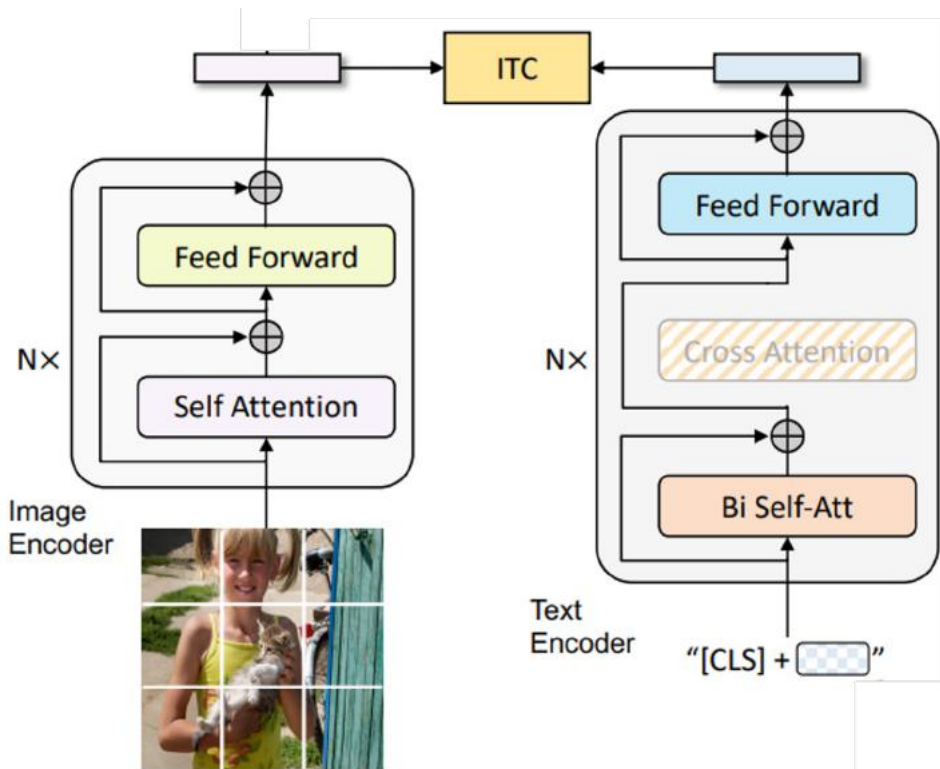 ITC
Feed Forward
N×
Self Attention
Image
Encoder
Feed Forward
Cross Attention
N×
Bi Self-Att
Text
Encoder
“[CLS] + ”